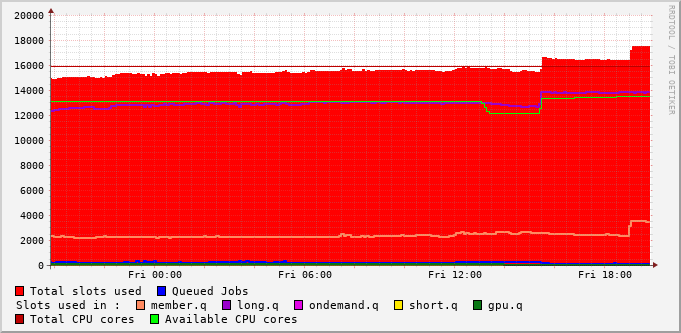 RRDTOOL / TOBI OETIKER
20000
18000
16000
14000
12000
10000
8000
6000
4000
2000
0
Fri 00:00 Fri 06:00 Fri 12:00 Fri 18:00
Total slots used Queued Jobs
Slots used in : member.q long.q ondemand.q short.q gpu.q
Total CPU cores Available CPU cores